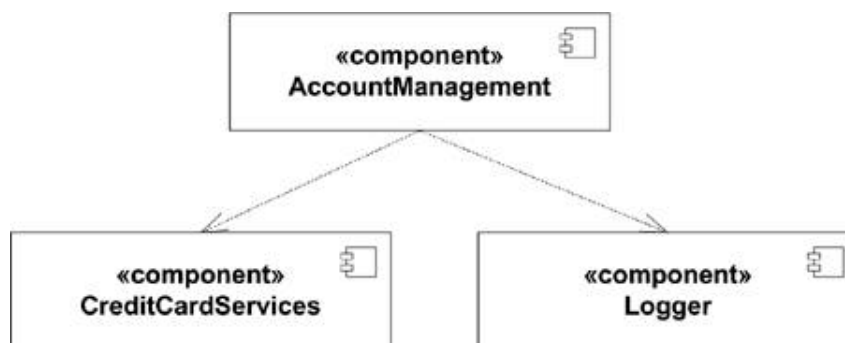 «component»
AccountManagement
«component»
CreditCardServices
«component»
Logger